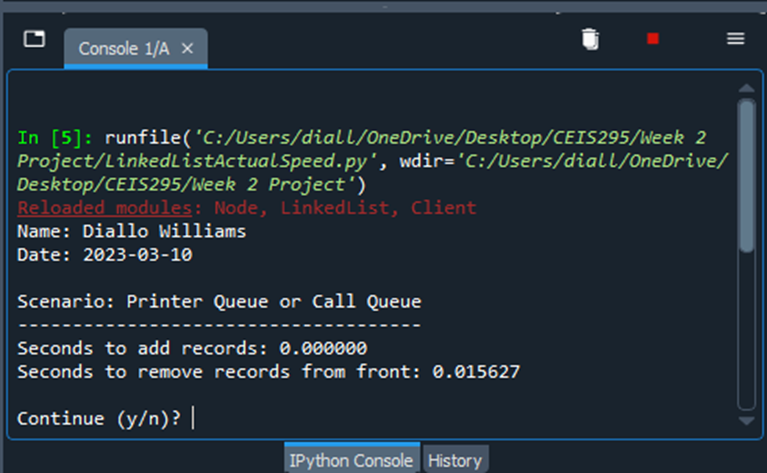 Console 1/A
In [5]: runfile('C:/Users/diall/OneDrive/Desktop/CEIS295/Week 2
Project/LinkedListActualSpeed.py', wdir='C:/Users/diall/OneDrive/
Desktop/CEIS295/Week 2 Project')
Reloaded modules: Node, LinkedList, Client
Name: Diallo Williams
Date: 2023-03-10
Scenario: Printer Queue or Call Queue
-------------------------------------
Seconds to add records: 0.000000
Seconds to remove records from front: 0.015627
Continue (y/n)?
IPython Console History